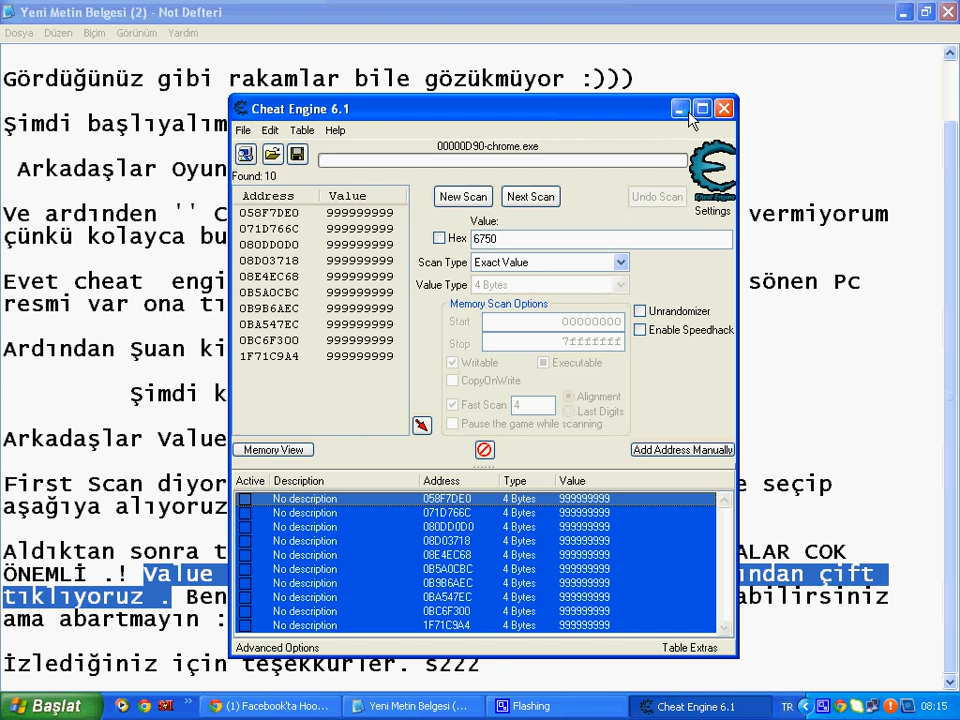 Yeni Metin Belgesi (2) - Not Defteri
Dosya Düzen Biçim Görünüm Yardım
Gördüğünüz gibi rakamlar bile gözükmüyor :)))
Şimdi başlıyalım
Arkadaşlar Oyun
Ve ardınden '' C
vermiyorum
çünkü kolayca bu
Evet cheat engi
sönen Pc
resmi var ona tı
Ardından Şuan ki
Şimdi k
Arkadaşlar Value
First Scan diyor
e seçip
aşağıya alıyoruz
Aldıktan sonra t
ALAR COK
ÖNEMLİ .! Value
ından çift
tıklıyoruz . Ben
abilirsiniz
ama abartmayın :
İzlediğiniz için teşekkürler. s222
Cheat Engine 6.1
File Edit Table Help
00000D90-chrome.exe
Found: 10
Address Value
058F7DE0 999999999
071D766C 999999999
080DD0D0 999999999
08D03718 999999999
08E4EC68 999999999
0B5A0CBC 999999999
0B9B6AEC 999999999
0BA547EC 999999999
0BC6F300 999999999
1F71C9A4 999999999
New Scan Next Scan Undo Scan
Cheat Engine
Settings
Value:
Hex 6750
Scan Type Exact Value
Value Type 4 Bytes
Memory Scan Options
Start 00000000
Stop 7fffffff
Writable Executable
CopyOnWrite
Fast Scan 4 Alignment
Last Digits
Pause the game while scanning
Unrandomizer
Enable Speedhack
Memory View Add Address Manually
Active Description Address Type Value
No description 058F7DE0 4 Bytes 999999999
No description 071D766C 4 Bytes 999999999
No description 080DD0D0 4 Bytes 999999999
No description 08D03718 4 Bytes 999999999
No description 08E4EC68 4 Bytes 999999999
No description 0B5A0CBC 4 Bytes 999999999
No description 0B9B6AEC 4 Bytes 999999999
No description 0BA547EC 4 Bytes 999999999
No description 0BC6F300 4 Bytes 999999999
No description 1F71C9A4 4 Bytes 999999999
Advanced Options Table Extras
Başlat (1) Facebook'ta Hoo... Yeni Metin Belgesi (... Flashing Cheat Engine 6.1 TR 08:15